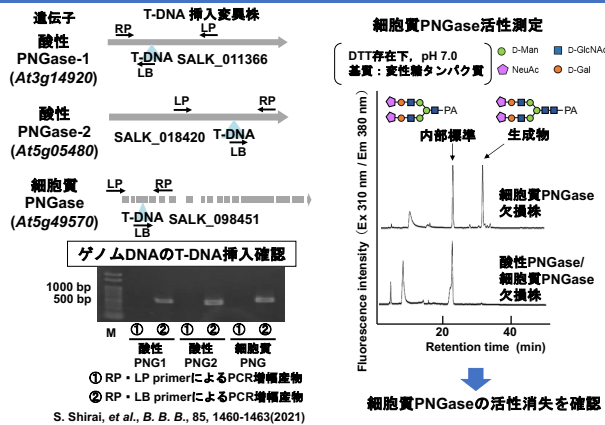 遺伝子
T-DNA 挿入変異株
酸性
PNGase-1
(At3g14920)
RP
LP
T-DNA
LB
SALK_011366
酸性
PNGase-2
(At5g05480)
LP
RP
SALK_018420
T-DNA
LB
細胞質
PNGase
(At5g49570)
LP
RP
T-DNA
LB
SALK_098451
ゲノムDNAのT-DNA挿入確認
1000 bp
500 bp
M
① ② ① ② ① ②
酸性 酸性 細胞質
PNG1 PNG2 PNG
① RP・LP primerによるPCR増幅産物
② RP・LB primerによるPCR増幅産物
S. Shirai, et al., B. B. B., 85, 1460-1463(2021)
細胞質PNGase活性測定
DTT存在下, pH 7.0
基質：変性糖タンパク質
D-Man
D-GlcNAc
NeuAc
D-Gal
PA
PA
内部標準
生成物
細胞質PNGase
欠損株
酸性PNGase/
細胞質PNGase
欠損株
Fluorescence intensity (Ex 310 nm / Em 380 nm)
20
40
Retention time (min)
細胞質PNGaseの活性消失を確認